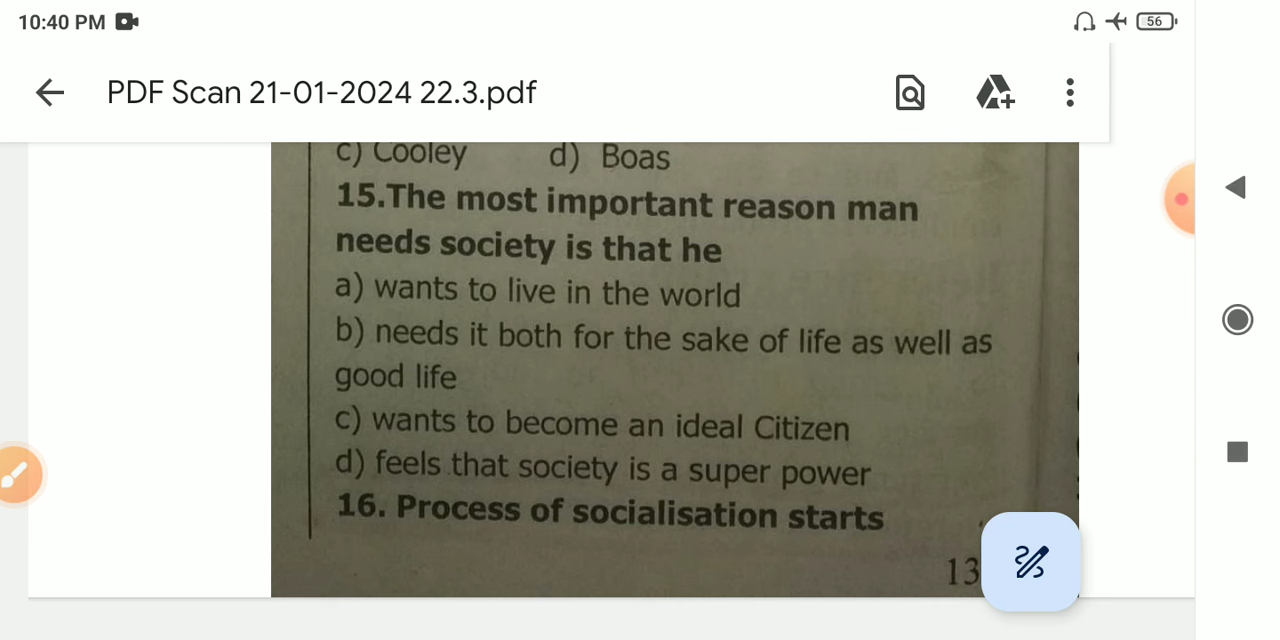 10:40 PM
56
PDF Scan 21-01-2024 22.3.pdf
c) Cooley d) Boas
15.The most important reason man
needs society is that he
a) wants to live in the world
b) needs it both for the sake of life as well as
good life
c) wants to become an ideal Citizen
d) feels that society is a super power
16. Process of socialisation starts
13